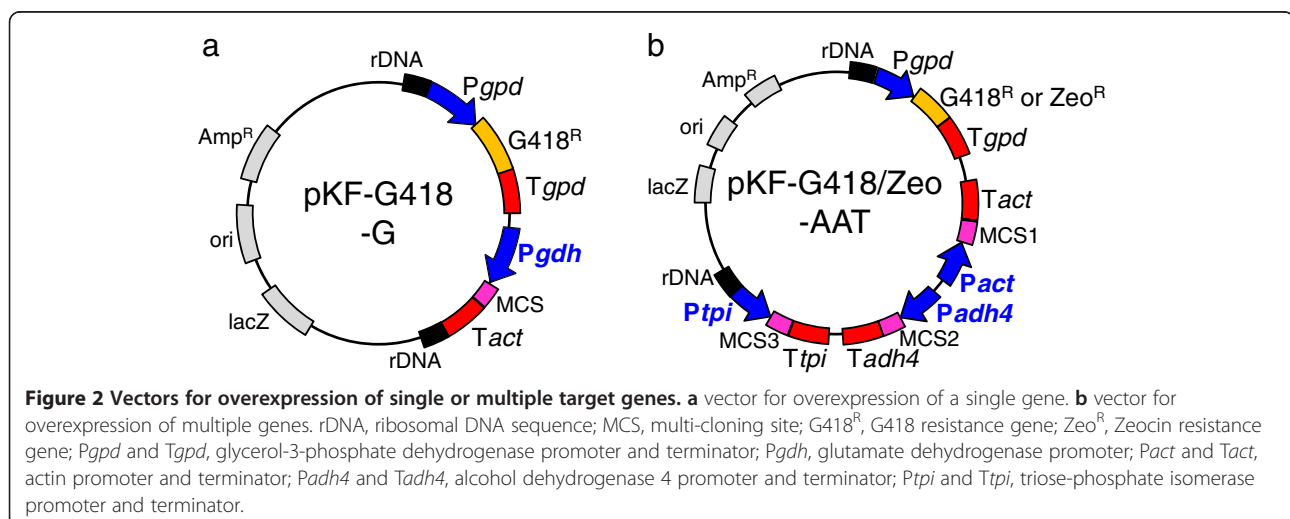 a
rDNA
Pgpd
G418ᴿ
Tgpd
Pgdh
MCS
Tact
rDNA
lacZ
ori
Ampᴿ
pKF-G418
-G
b
rDNA
Pgpd
G418ᴿ or Zeoᴿ
Tgpd
Tact
MCS1
Pact
Padh4
MCS2
Tadh4
Ttpi
MCS3
Ptpi
rDNA
lacZ
ori
Ampᴿ
pKF-G418/Zeo
-AAT
Figure 2 Vectors for overexpression of single or multiple target genes. a vector for overexpression of a single gene. b vector for
overexpression of multiple genes. rDNA, ribosomal DNA sequence; MCS, multi-cloning site; G418ᴿ, G418 resistance gene; Zeoᴿ, Zeocin resistance
gene; Pgpd and Tgpd, glycerol-3-phosphate dehydrogenase promoter and terminator; Pgdh, glutamate dehydrogenase promoter; Pact and Tact,
actin promoter and terminator; Padh4 and Tadh4, alcohol dehydrogenase 4 promoter and terminator; Ptpi and Ttpi, triose-phosphate isomerase
promoter and terminator.